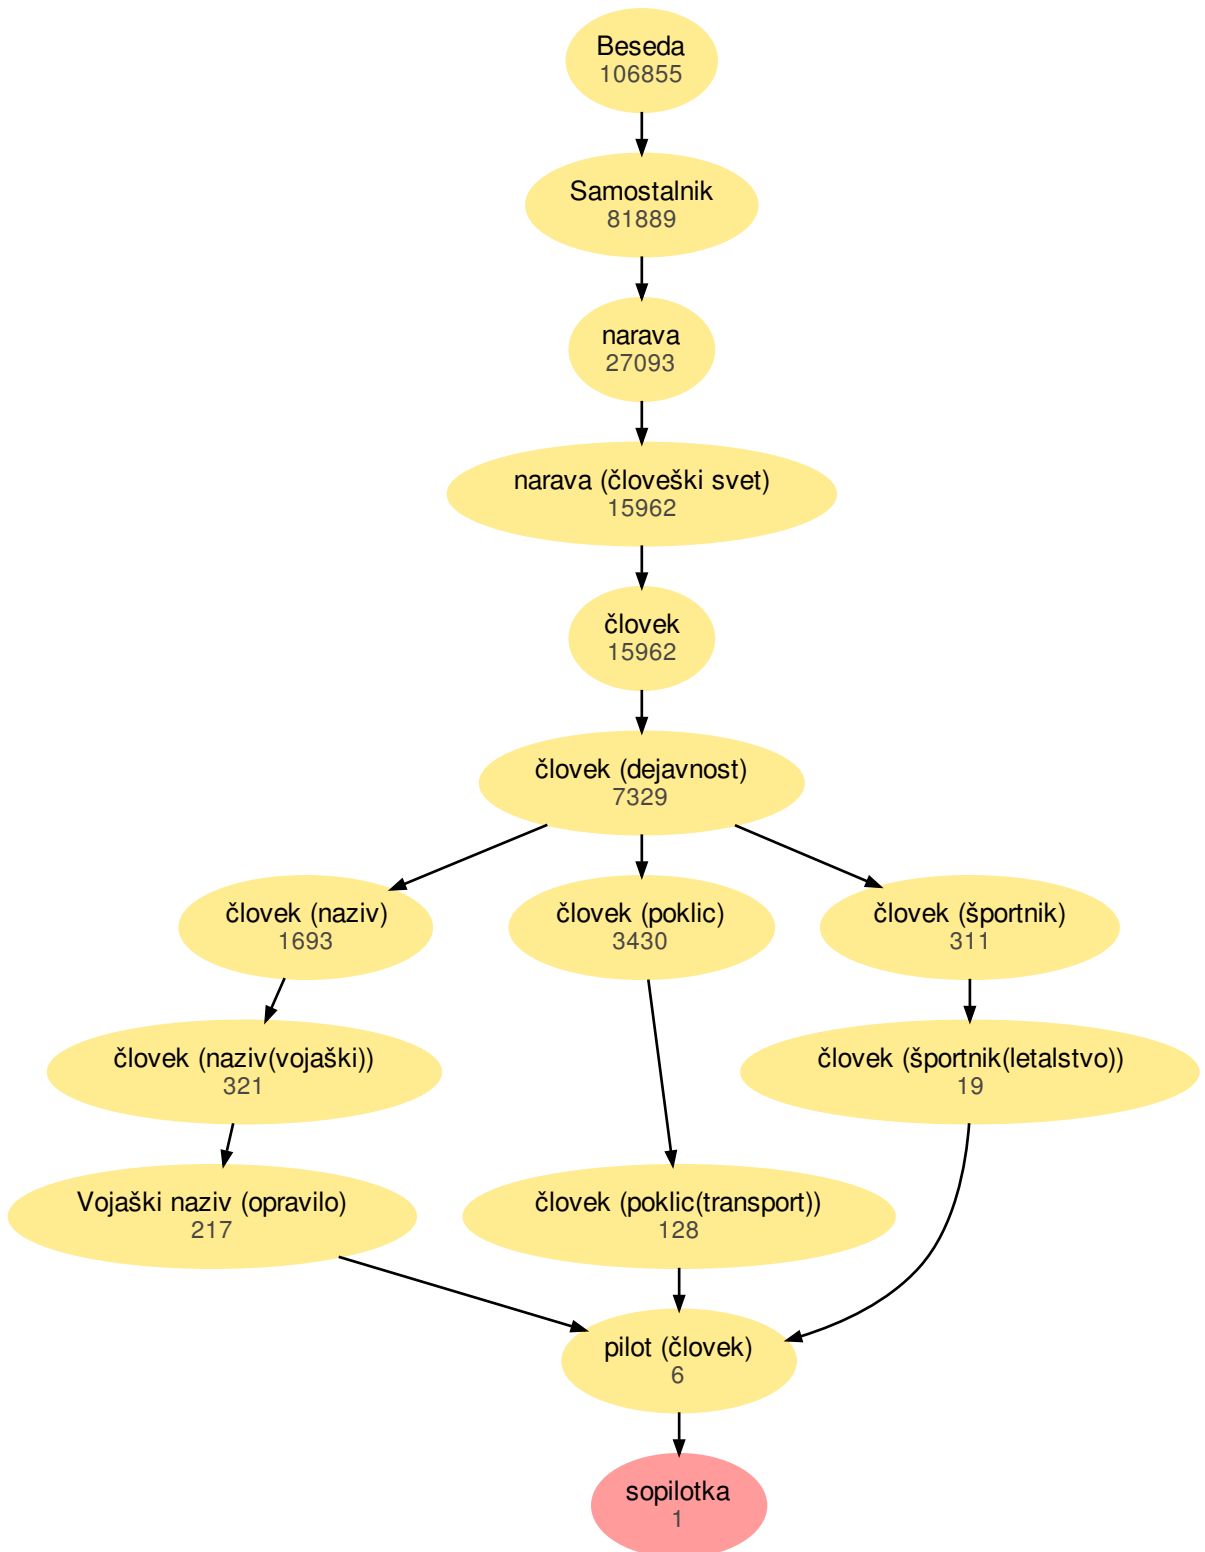 Beseda
106855
Samostalnik
81889
narava
27093
narava (človeški svet)
15962
človek
15962
človek (dejavnost)
7329
človek (naziv)
1693
človek (poklic)
3430
človek (športnik)
311
človek (naziv(vojaški))
321
človek (športnik(letalstvo))
19
Vojaški naziv (opravilo)
217
človek (poklic(transport))
128
pilot (človek)
6
sopilotka
1